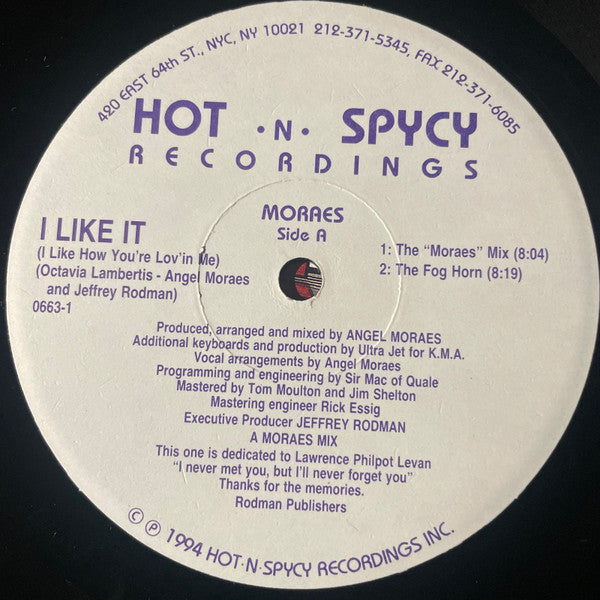 420 EAST 64th ST., NYC, NY 10021 212-371-5345, FAX 212-371-6085
HOT •N• SPYCY
RECORDINGS
MORAES
Side A
I LIKE IT
(I Like How You're Lov'in Me)
(Octavia Lambertis - Angel Moraes
and Jeffrey Rodman)
0663-1
1: The "Moraes" Mix (8:04)
2: The Fog Horn (8:19)
Produced, arranged and mixed by ANGEL MORAES
Additional keyboards and production by Ultra Jet for K.M.A.
Vocal arrangements by Angel Moraes
Programming and engineering by Sir Mac of Quale
Mastered by Tom Moulton and Jim Shelton
Mastering engineer Rick Essig
Executive Producer JEFFREY RODMAN
A MORAES MIX
This one is dedicated to Lawrence Philpot Levan
"I never met you, but I'll never forget you"
Thanks for the memories.
Rodman Publishers
© ℗ 1994 HOT•N•SPYCY RECORDINGS INC.